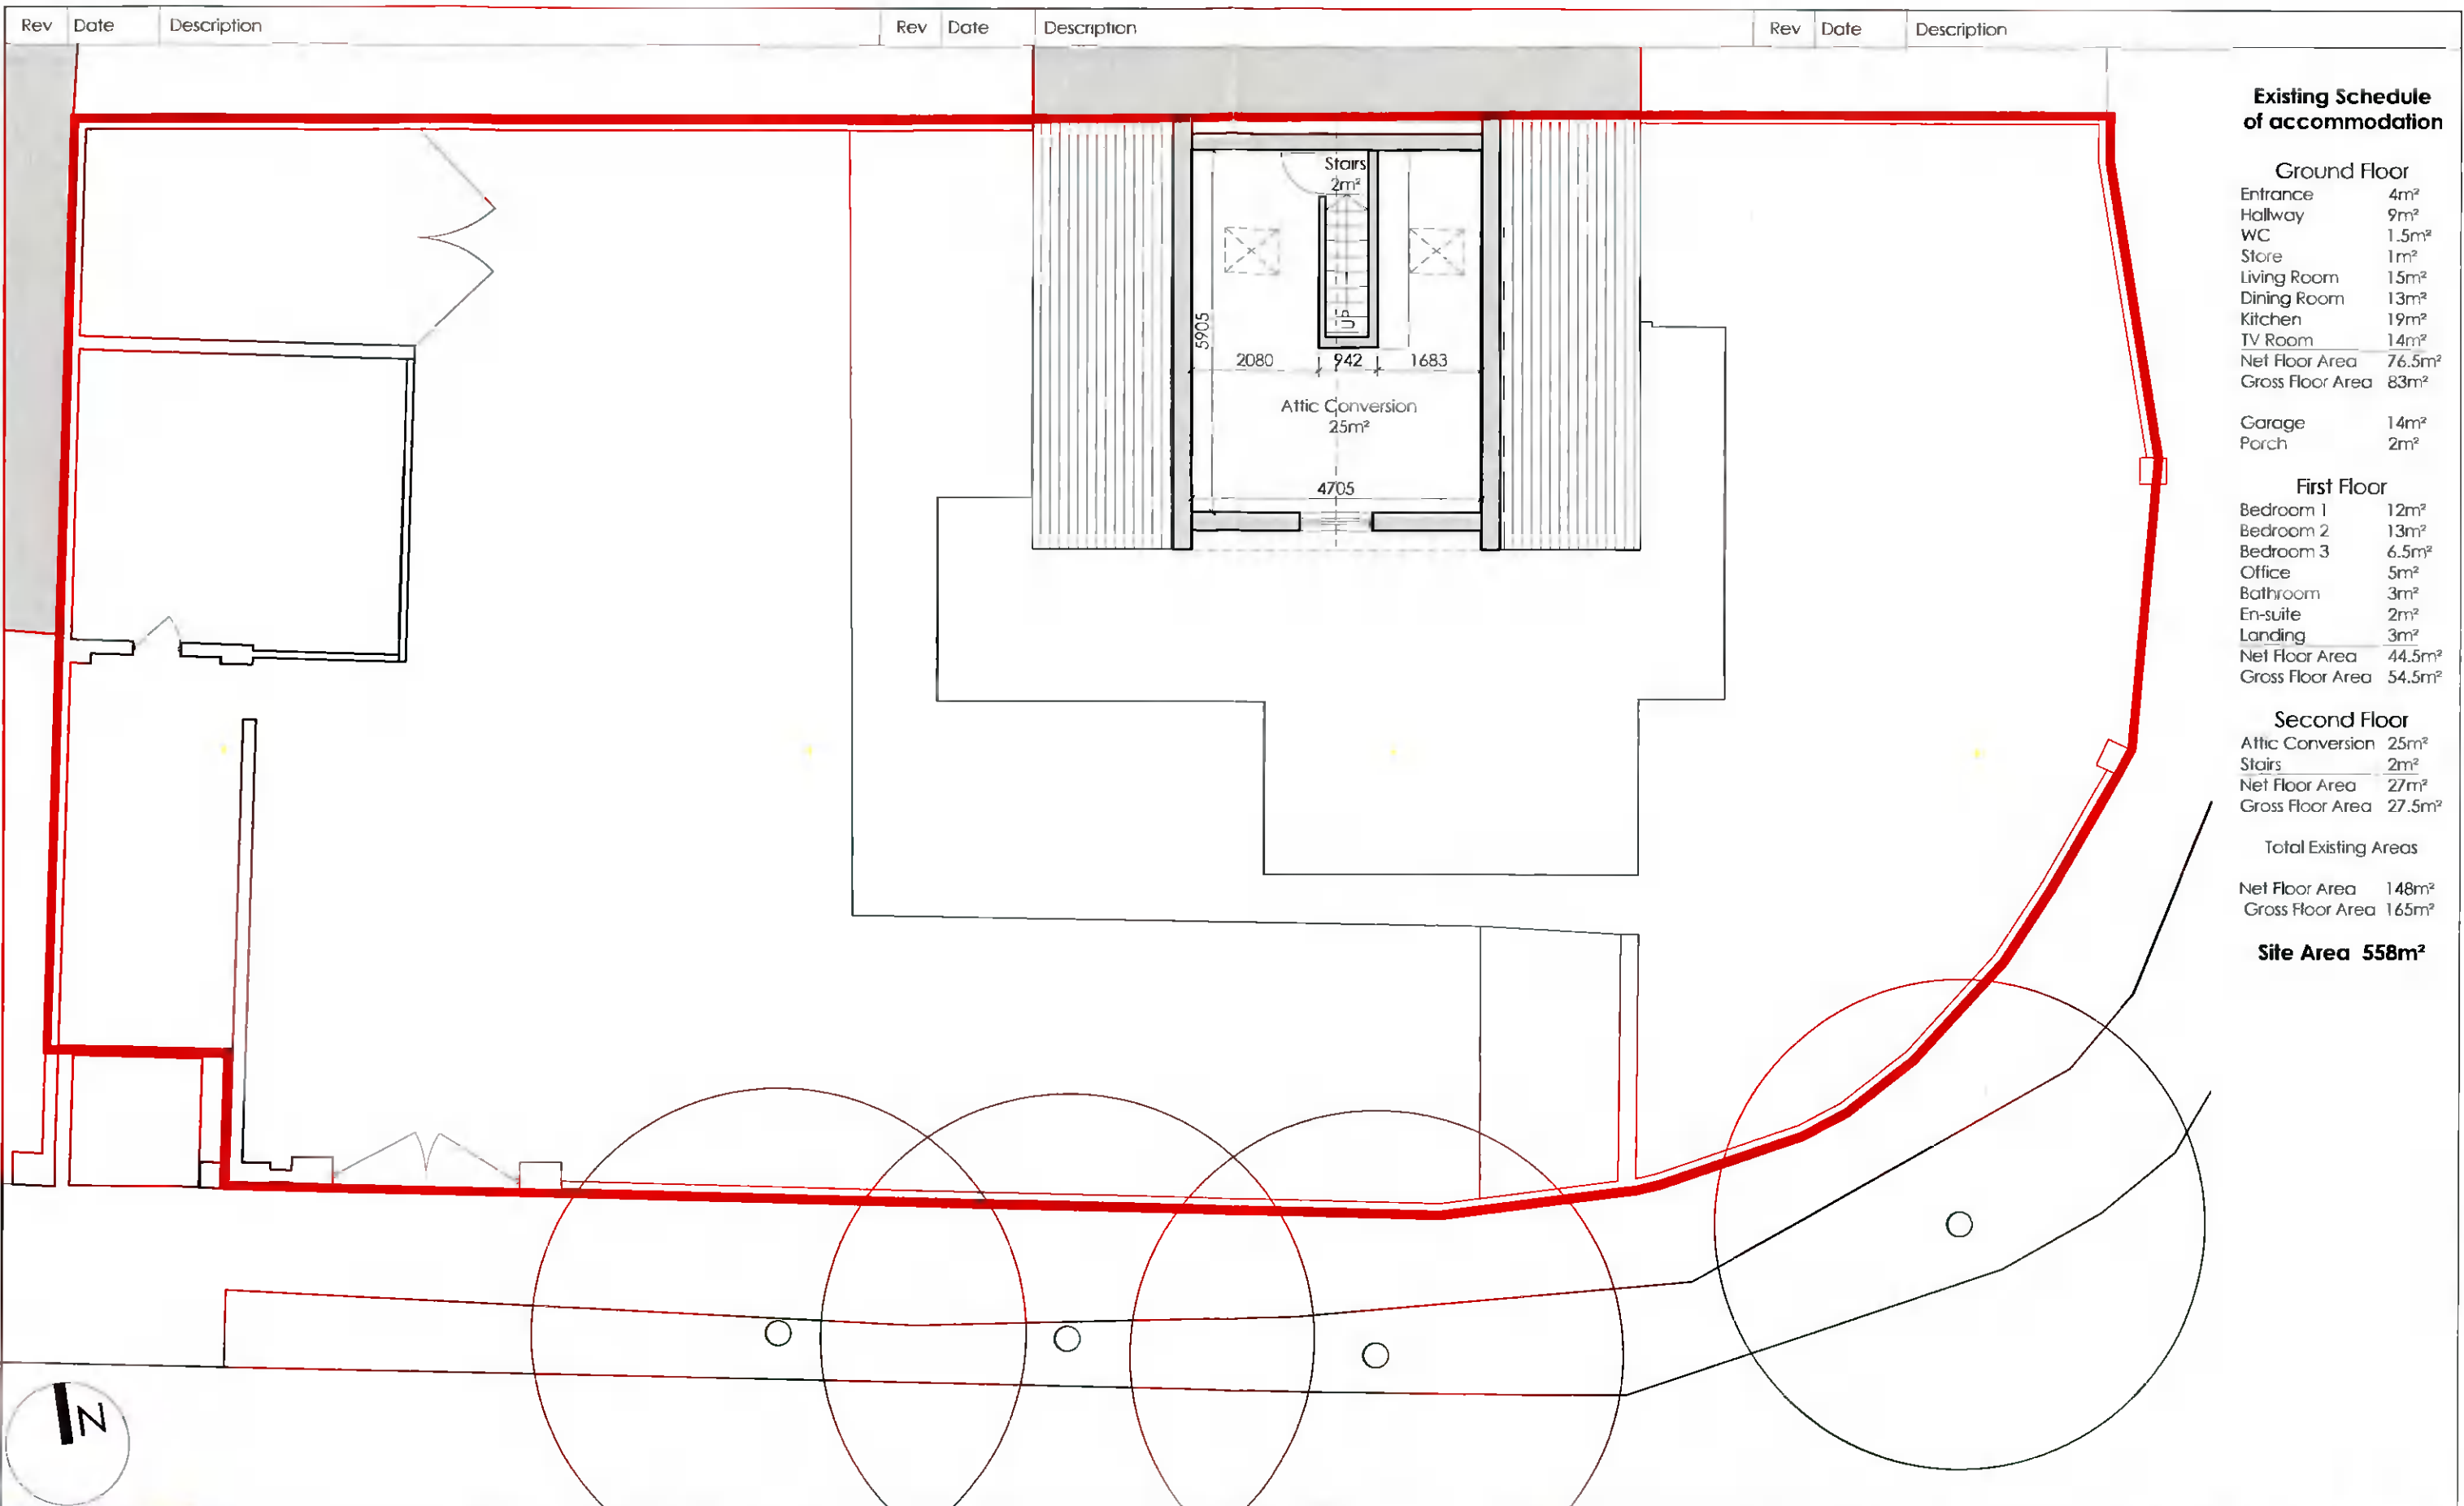 Rev Date Description Rev Date Description Rev Date Description
Existing Schedule
of accommodation
Ground Floor
Entrance 4m²
Hallway 9m²
WC 1.5m²
Store 1m²
Living Room 15m²
Dining Room 13m²
Kitchen 19m²
TV Room 14m²
Net Floor Area 76.5m²
Gross Floor Area 83m²
Garage 14m²
Porch 2m²
First Floor
Bedroom 1 12m²
Bedroom 2 13m²
Bedroom 3 6.5m²
Office 5m²
Bathroom 3m²
En-suite 2m²
Landing 3m²
Net Floor Area 44.5m²
Gross Floor Area 54.5m²
Second Floor
Attic Conversion 25m²
Stairs 2m²
Net Floor Area 27m²
Gross Floor Area 27.5m²
Total Existing Areas
Net Floor Area 148m²
Gross Floor Area 165m²
Site Area 558m²
Stairs
2m²
UP
5905
2080 942 1683
Attic Conversion
25m²
4705
N